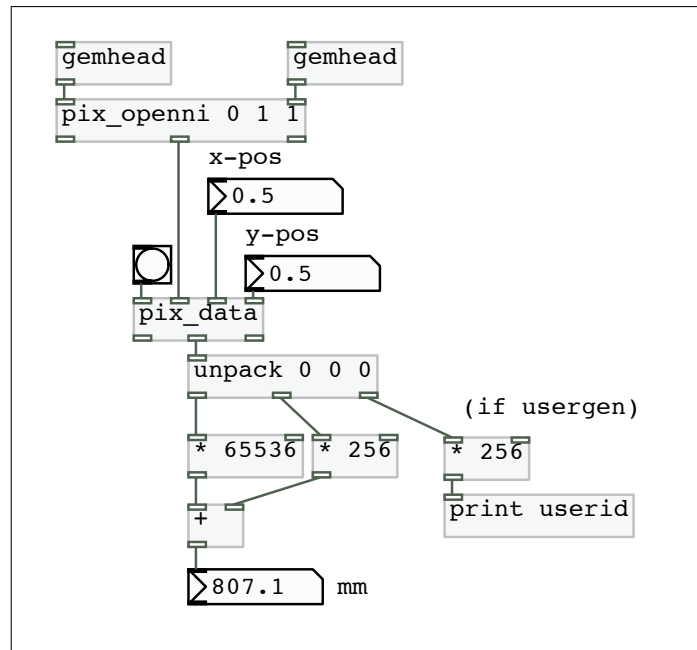 gemhead
gemhead
pix_openni 0 1 1
x-pos
0.5
y-pos
0.5
pix_data
unpack 0 0 0
(if usergen)
* 65536
* 256
* 256
+
print userid
807.1
mm